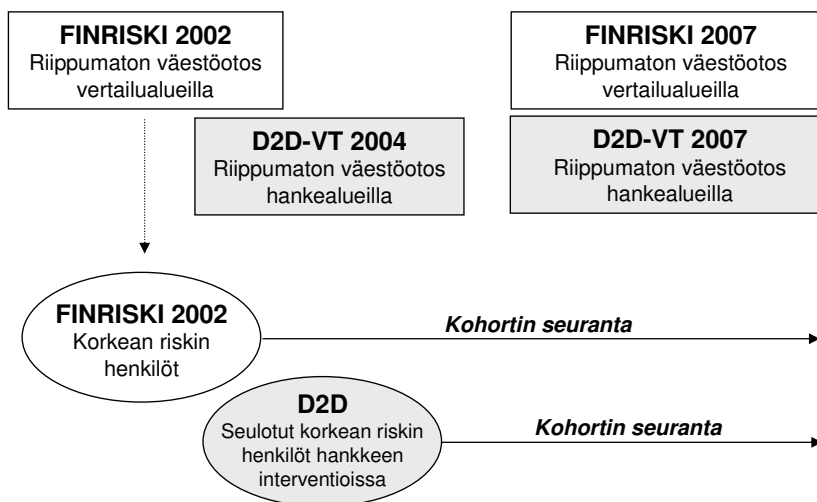 FINRISKI 2002
Riippumaton väestöotos
vertailualueilla
FINRISKI 2007
Riippumaton väestöotos
vertailualueilla
D2D-VT 2004
Riippumaton väestöotos
hankealueilla
D2D-VT 2007
Riippumaton väestöotos
hankealueilla
FINRISKI 2002
Korkean riskin
henkilöt
Kohortin seuranta
D2D
Seulotut korkean riskin
henkilöt hankkeen
interventioissa
Kohortin seuranta